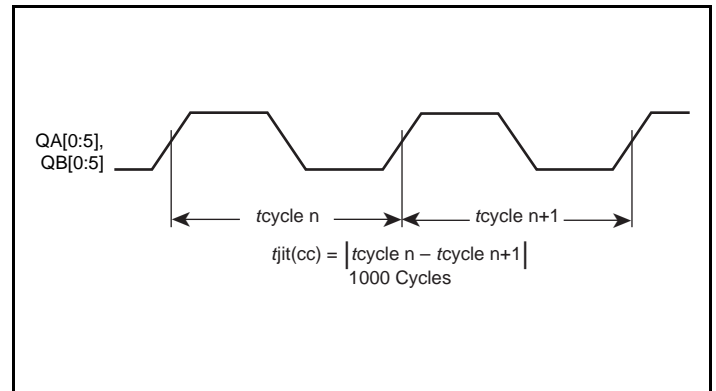 QA[0:5],
QB[0:5]
tcycle n
tcycle n+1
tjit(cc) = |tcycle n – tcycle n+1|
1000 Cycles